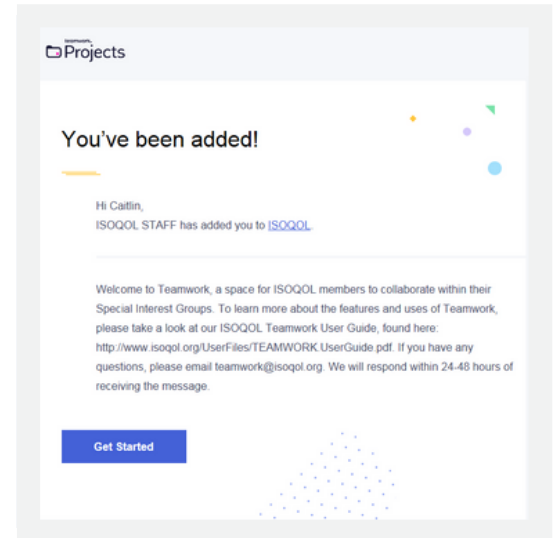 Projects
You've been added!
Hi Caitlin,
ISOQOL STAFF has added you to ISOQOL.
Welcome to Teamwork, a space for ISOQOL members to collaborate within their
Special Interest Groups. To learn more about the features and uses of Teamwork,
please take a look at our ISOQOL Teamwork User Guide, found here:
http://www.isoqol.org/UserFiles/TEAMWORK.UserGuide.pdf. If you have any
questions, please email teamwork@isoqol.org. We will respond within 24-48 hours of
receiving the message.
Get Started